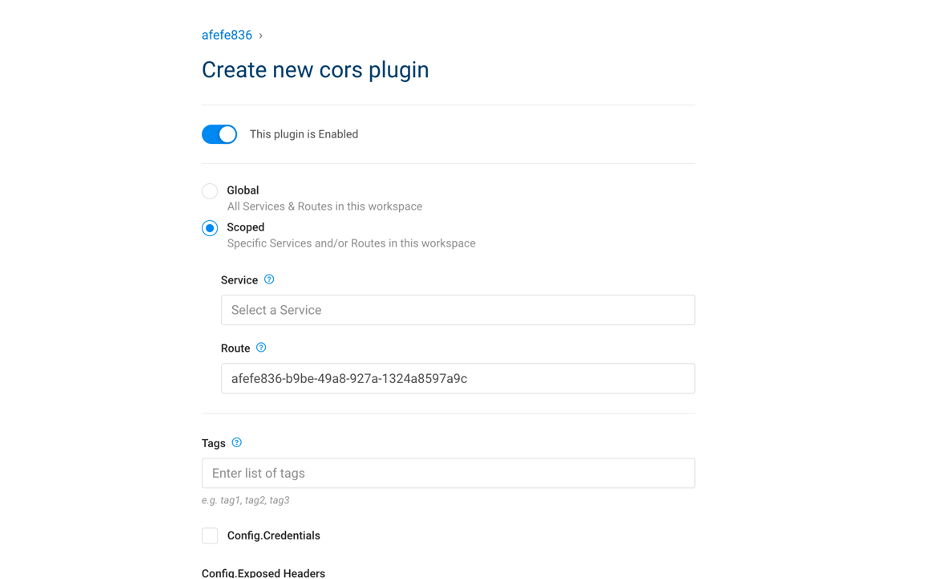 afefe836 ›
Create new cors plugin
This plugin is Enabled
Global
All Services & Routes in this workspace
Scoped
Specific Services and/or Routes in this workspace
Service ?
Select a Service
Route ?
afefe836-b9be-49a8-927a-1324a8597a9c
Tags ?
Enter list of tags
e.g. tag1, tag2, tag3
Config.Credentials
Config.Exposed Headers